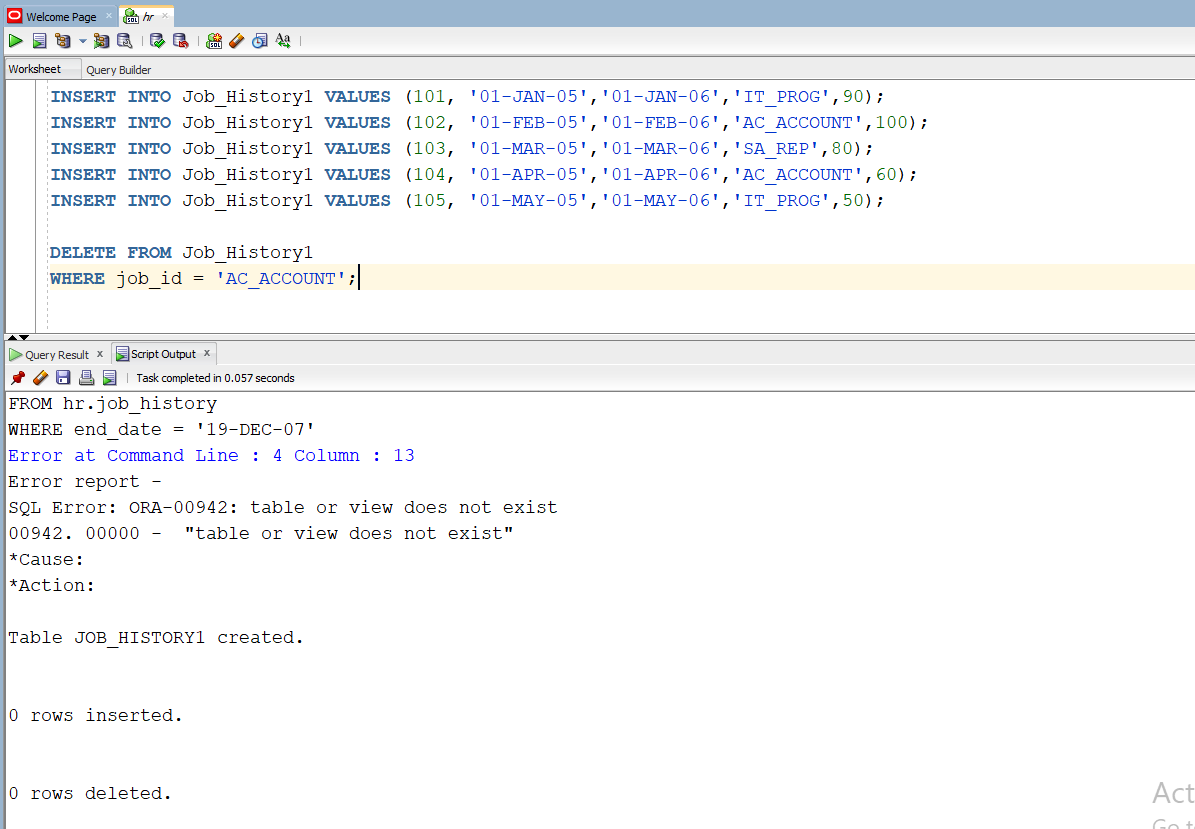 Welcome Page
hr
Worksheet
Query Builder
INSERT INTO Job_History1 VALUES (101, '01-JAN-05','01-JAN-06','IT_PROG',90);
INSERT INTO Job_History1 VALUES (102, '01-FEB-05','01-FEB-06','AC_ACCOUNT',100);
INSERT INTO Job_History1 VALUES (103, '01-MAR-05','01-MAR-06','SA_REP',80);
INSERT INTO Job_History1 VALUES (104, '01-APR-05','01-APR-06','AC_ACCOUNT',60);
INSERT INTO Job_History1 VALUES (105, '01-MAY-05','01-MAY-06','IT_PROG',50);
DELETE FROM Job_History1
WHERE job_id = 'AC_ACCOUNT';
Query Result x
Script Output x
Task completed in 0.057 seconds
FROM hr.job_history
WHERE end_date = '19-DEC-07'
Error at Command Line : 4 Column : 13
Error report -
SQL Error: ORA-00942: table or view does not exist
00942. 00000 -  "table or view does not exist"
*Cause:
*Action:
Table JOB_HISTORY1 created.
0 rows inserted.
0 rows deleted.
Act